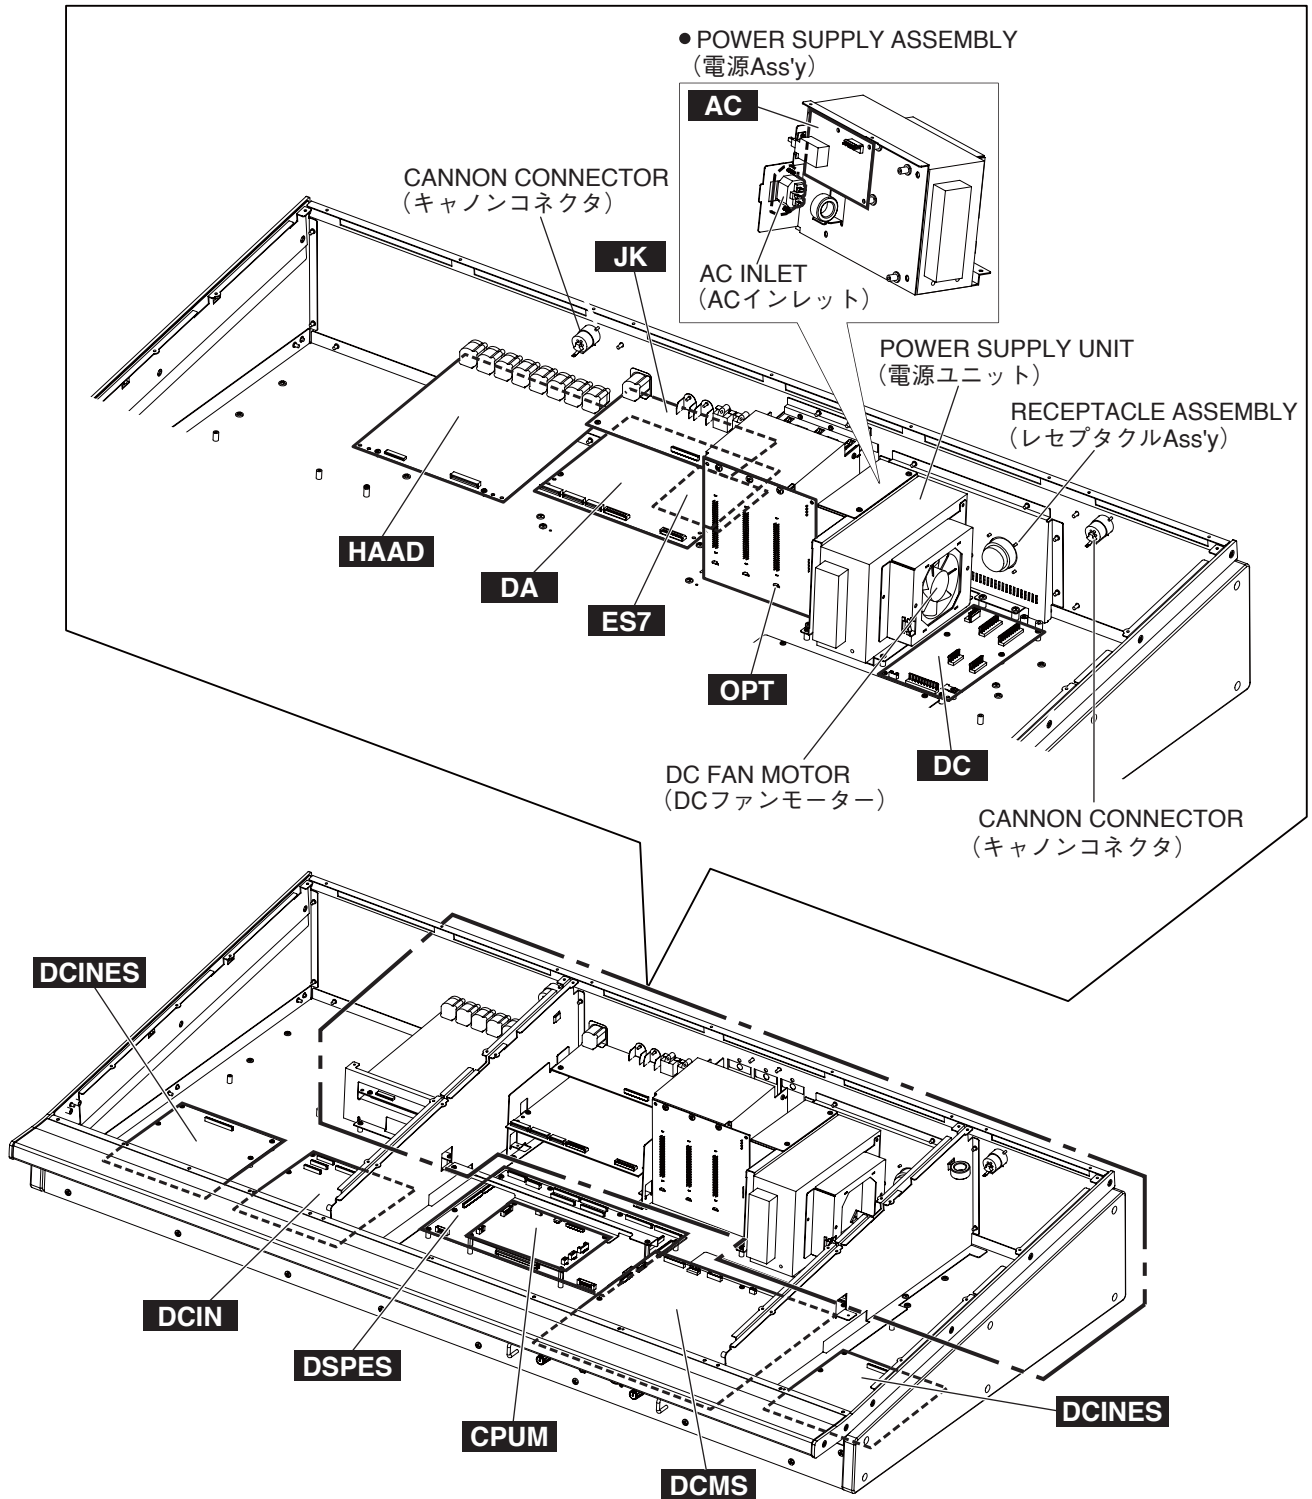 ● POWER SUPPLY ASSEMBLY
（電源Ass'y）
AC
CANNON CONNECTOR
（キャノンコネクタ）
JK
AC INLET
（ACインレット）
POWER SUPPLY UNIT
（電源ユニット）
RECEPTACLE ASSEMBLY
（レセプタクルAss'y）
HAAD
DA
ES7
OPT
DC
DC FAN MOTOR
（DCファンモーター）
CANNON CONNECTOR
（キャノンコネクタ）
DCINES
DCIN
DSPES
CPUM
DCMS
DCINES